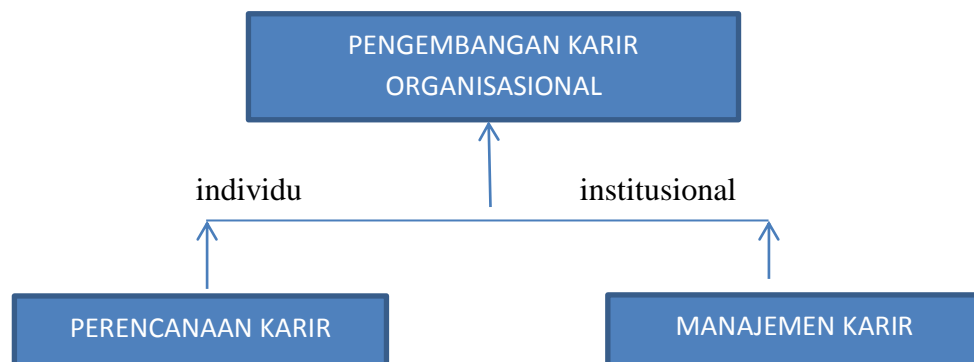 PENGEMBANGAN KARIR
ORGANISASIONAL
individu
institusional
PERENCANAAN KARIR
MANAJEMEN KARIR